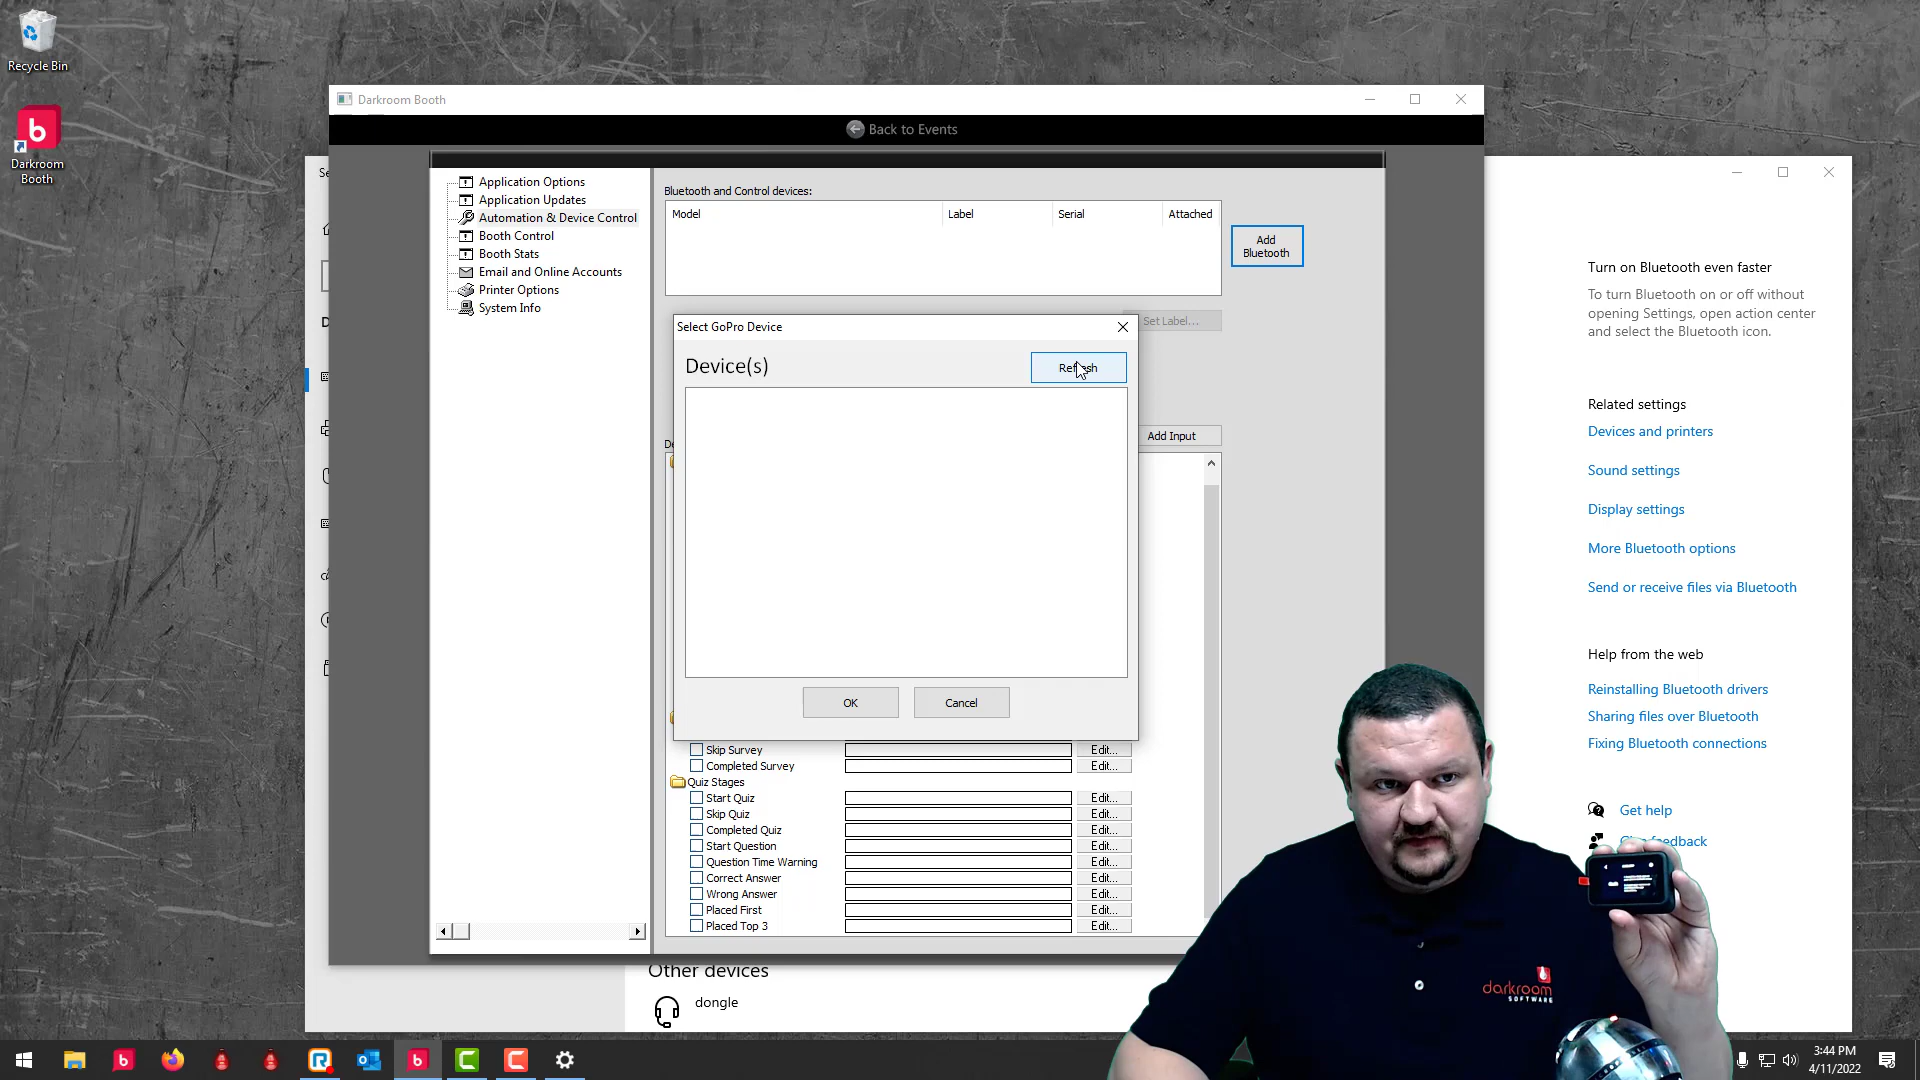 Recycle Bin
Darkroom
Booth
Darkroom Booth
Back to Events
Application Options
Application Updates
Automation & Device Control
Booth Control
Booth Stats
Email and Online Accounts
Printer Options
System Info
Bluetooth and Control devices:
Model Label Serial Attached
Add
Bluetooth
Set Label...
Select GoPro Device
Device(s)
Refresh
OK Cancel
Add Input
Skip Survey Edit...
Completed Survey Edit...
Quiz Stages
Start Quiz Edit...
Skip Quiz Edit...
Completed Quiz Edit...
Start Question Edit...
Question Time Warning Edit...
Correct Answer Edit...
Wrong Answer Edit...
Placed First Edit...
Placed Top 3 Edit...
Other devices
dongle
Turn on Bluetooth even faster
To turn Bluetooth on or off without
opening Settings, open action center
and select the Bluetooth icon.
Related settings
Devices and printers
Sound settings
Display settings
More Bluetooth options
Send or receive files via Bluetooth
Help from the web
Reinstalling Bluetooth drivers
Sharing files over Bluetooth
Fixing Bluetooth connections
Get help
feedback
darkroom
SOFTWARE
3:44 PM
4/11/2022